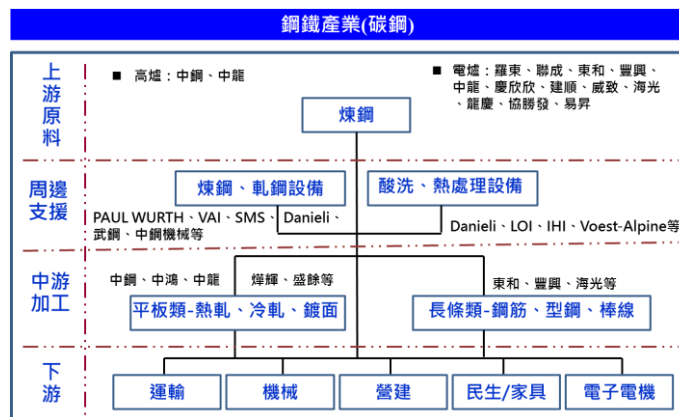 鋼鐵產業(碳鋼)
上
游
原
料
■ 高爐：中鋼、中龍
■ 電爐：羅東、聯成、東和、豐興、
中龍、慶欣欣、建順、威致、海光
、龍慶、協勝發、易昇
煉鋼
周邊
支援
煉鋼、軋鋼設備
酸洗、熱處理設備
PAUL WURTH、VAI、SMS、Danieli、
武鋼、中鋼機械等
Danieli、LOI、IHI、Voest-Alpine等
中游
加工
中鋼、中鴻、中龍
燁輝、盛餘等
東和、豐興、海光等
平板類-熱軋、冷軋、鍍面
長條類-鋼筋、型鋼、棒線
下
游
運輸
機械
營建
民生/家具
電子電機